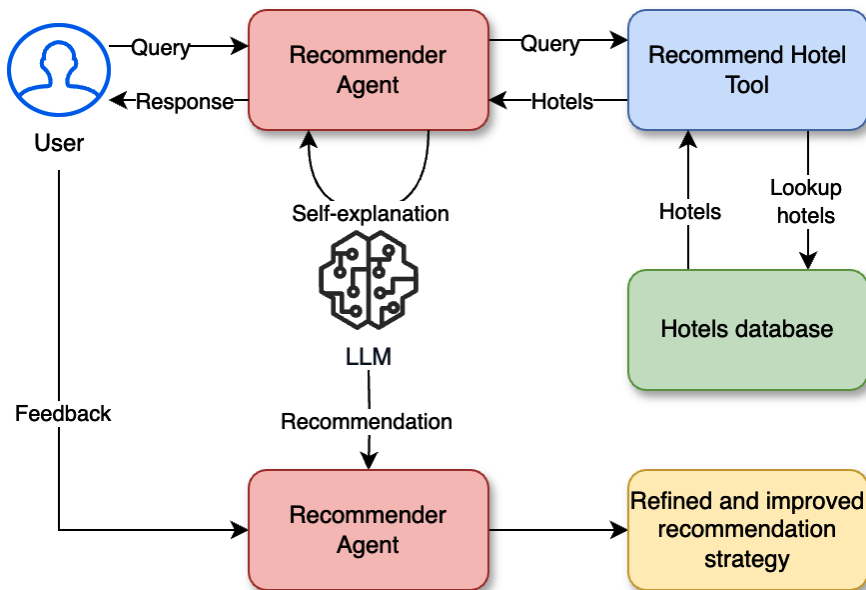 Query
Recommender
Agent
Query
Recommend Hotel
Tool
Response
Hotels
User
Self-explanation
Hotels
Lookup
hotels
LLM
Hotels database
Feedback
Recommendation
Recommender
Agent
Refined and improved
recommendation
strategy